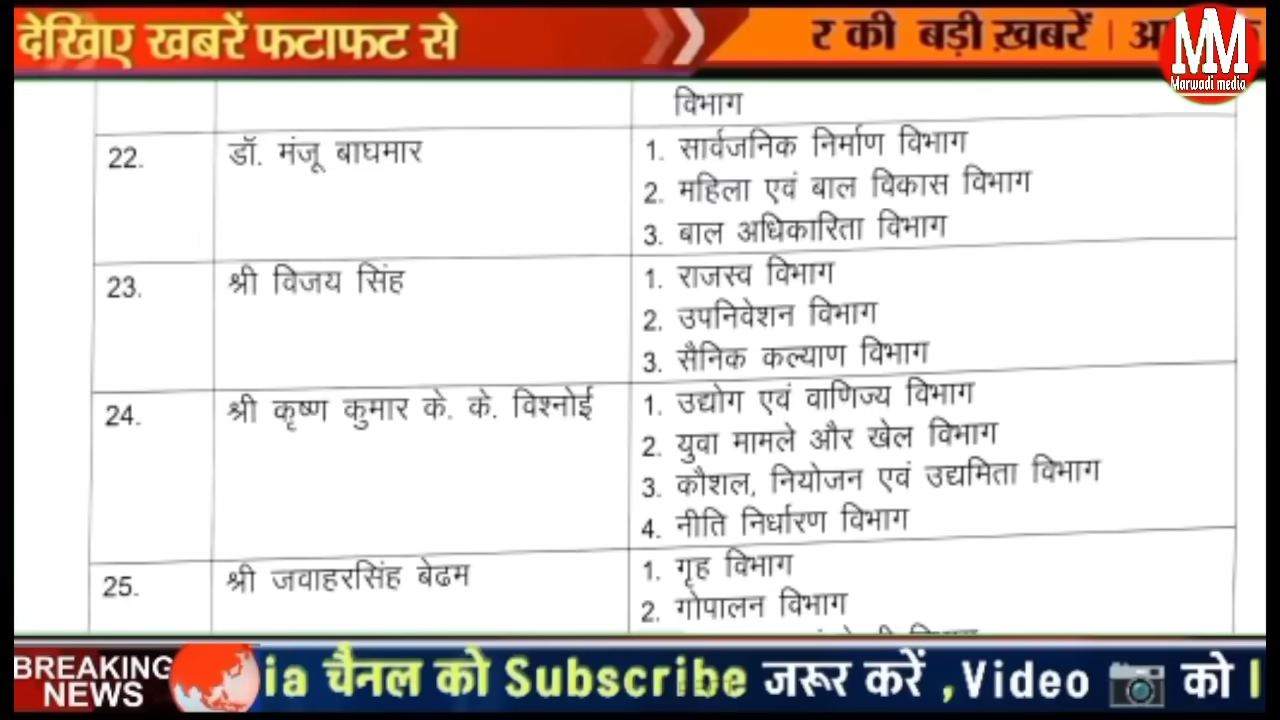 देखिए खबरें फटाफट से
र की बड़ी ख़बरें | आ
MM
Marwadi media
विभाग
22. डॉ. मंजू बाघमार
1. सार्वजनिक निर्माण विभाग
2. महिला एवं बाल विकास विभाग
3. बाल अधिकारिता विभाग
23. श्री विजय सिंह
1. राजस्व विभाग
2. उपनिवेशन विभाग
3. सैनिक कल्याण विभाग
24. श्री कृष्ण कुमार के. के. विश्नोई
1. उद्योग एवं वाणिज्य विभाग
2. युवा मामले और खेल विभाग
3. कौशल, नियोजन एवं उद्यमिता विभाग
4. नीति निर्धारण विभाग
25. श्री जवाहरसिंह बेढम
1. गृह विभाग
2. गोपालन विभाग
BREAKING
NEWS
ia चैनल को Subscribe जरूर करें ,Video 📷 को l